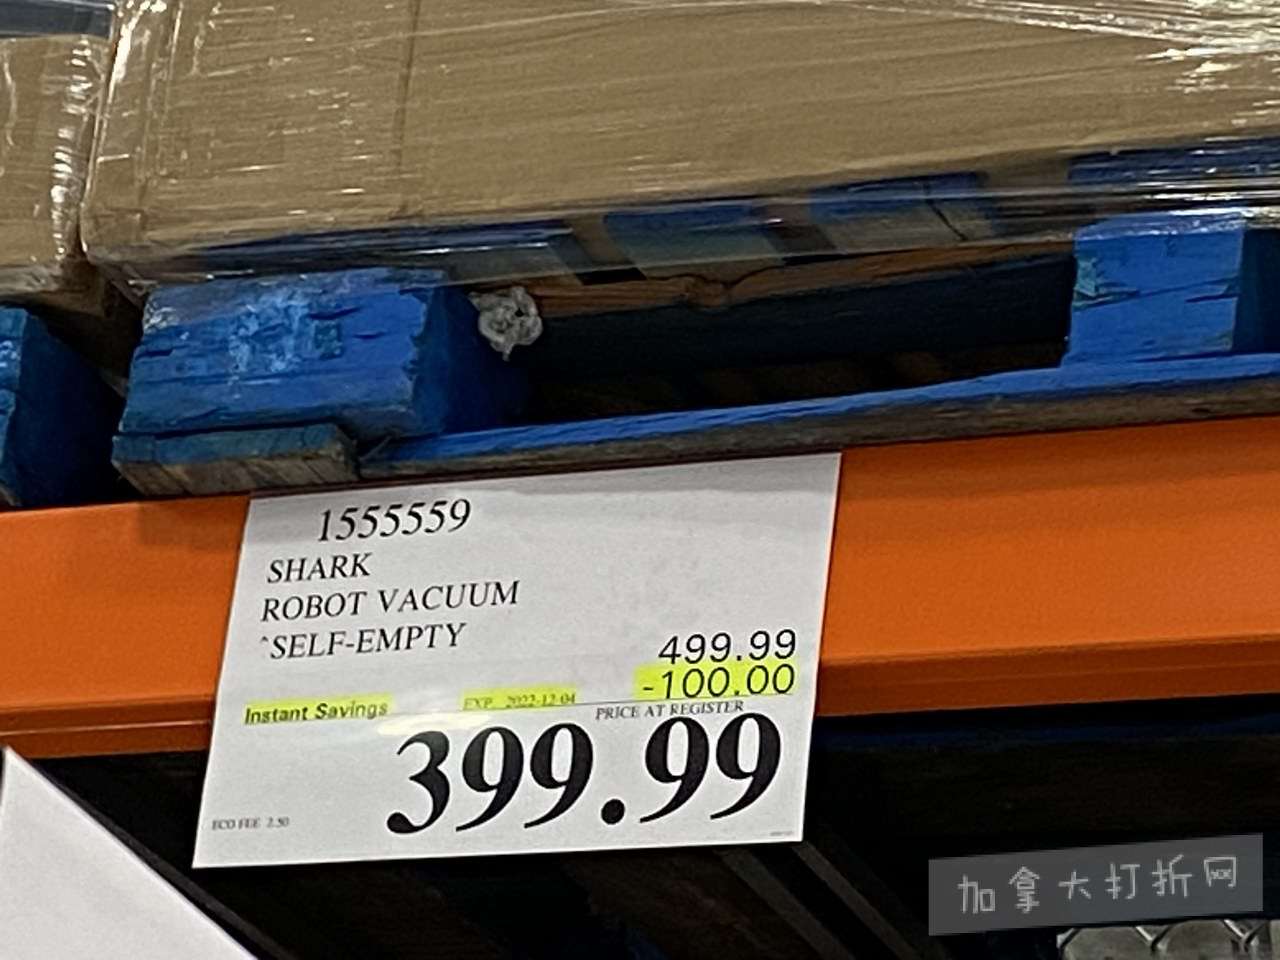 1555559
SHARK
ROBOT VACUUM
^SELF-EMPTY
499.99
-100.00
Instant Savings EXP. 2022-12-04
PRICE AT REGISTER
399.99
ECO FEE 2.50
加拿大打折网